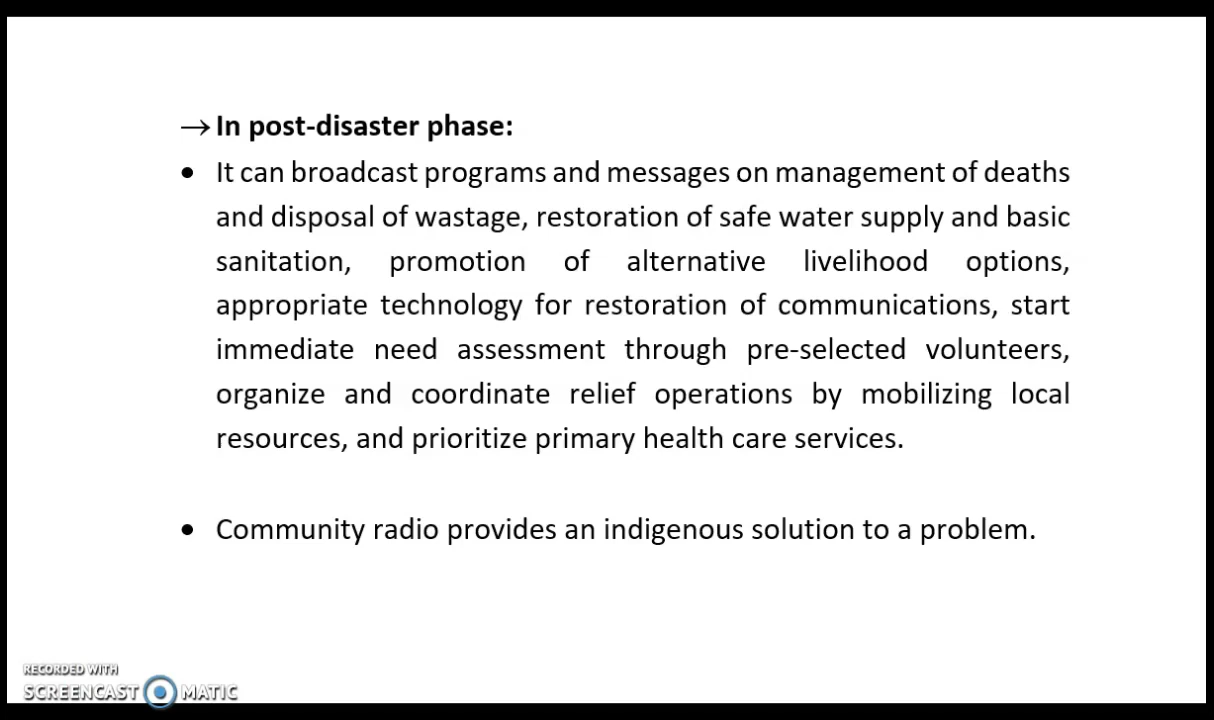 → In post-disaster phase:
• It can broadcast programs and messages on management of deaths
and disposal of wastage, restoration of safe water supply and basic
sanitation, promotion of alternative livelihood options,
appropriate technology for restoration of communications, start
immediate need assessment through pre-selected volunteers,
organize and coordinate relief operations by mobilizing local
resources, and prioritize primary health care services.
• Community radio provides an indigenous solution to a problem.
RECORDED WITH
SCREENCAST MATIC